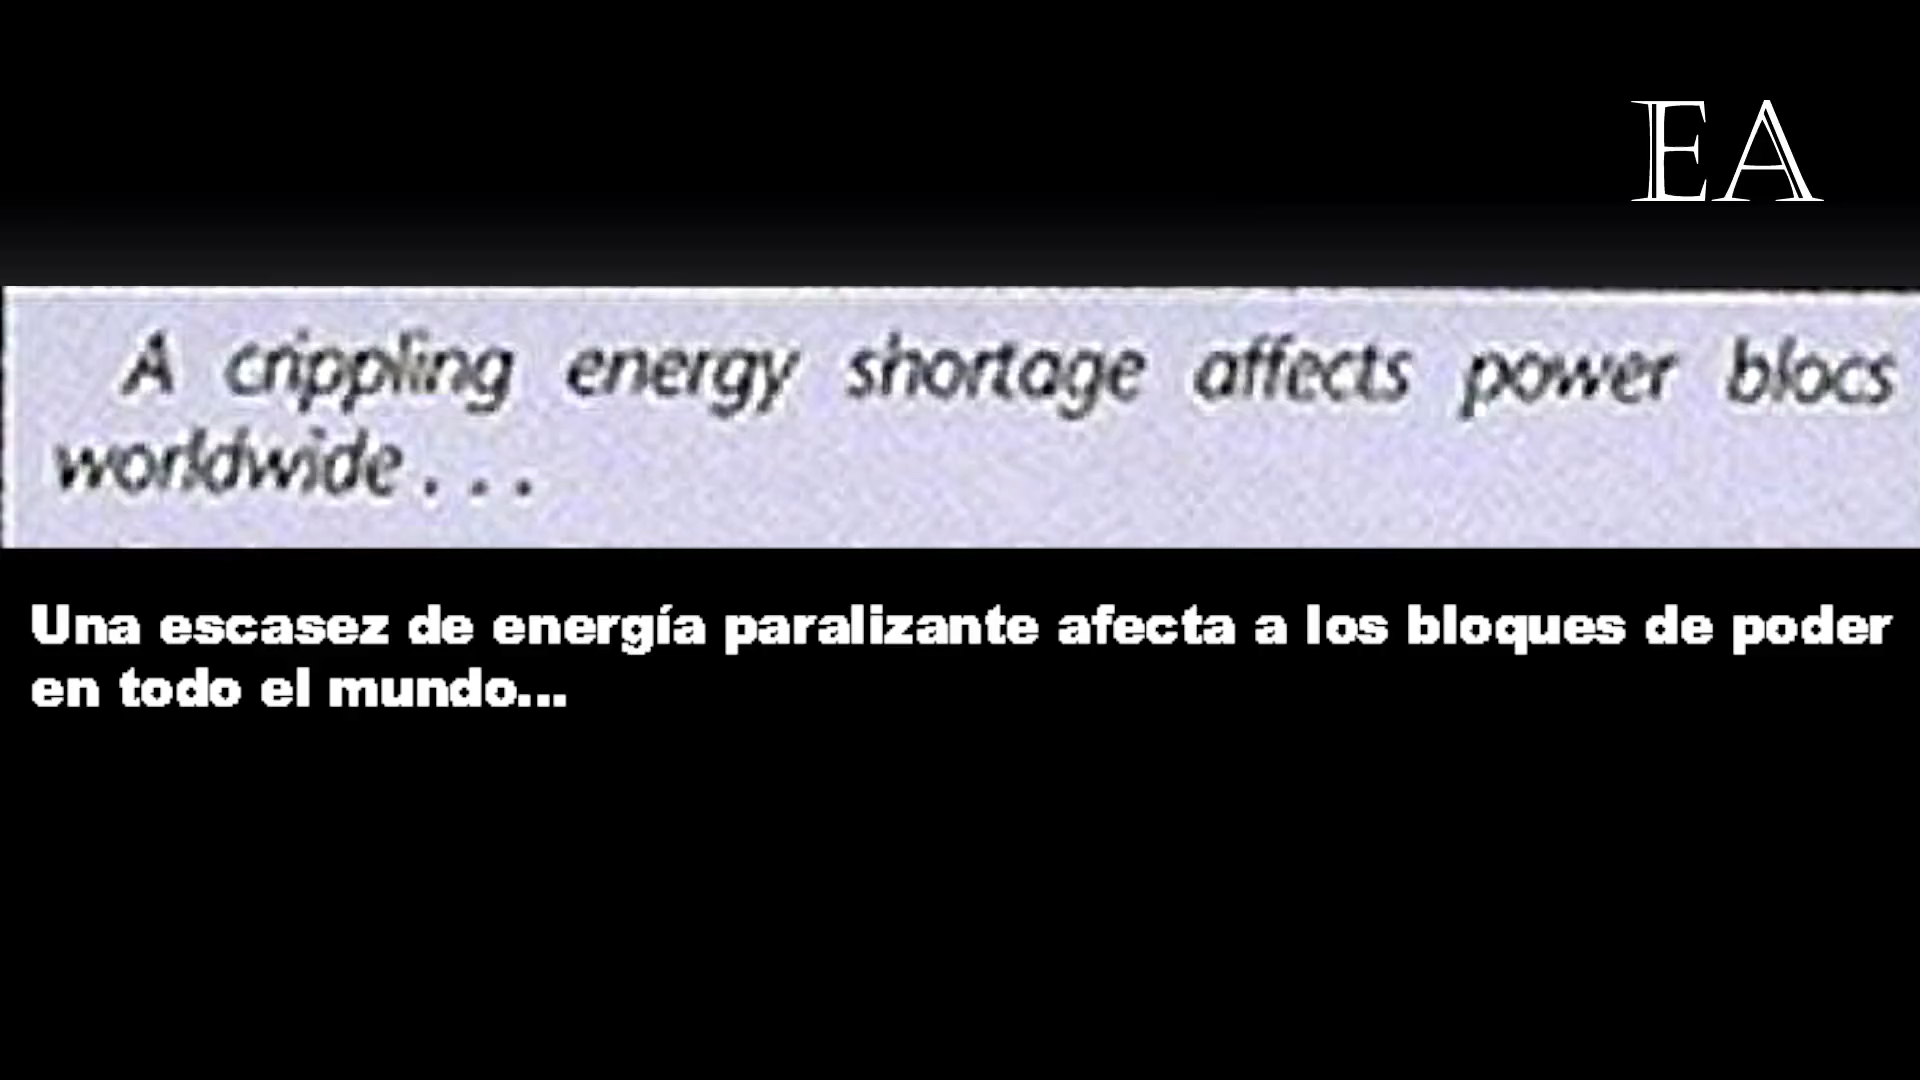 EA
A crippling energy shortage affects power blocs
worldwide . . .
Una escasez de energía paralizante afecta a los bloques de poder
en todo el mundo...